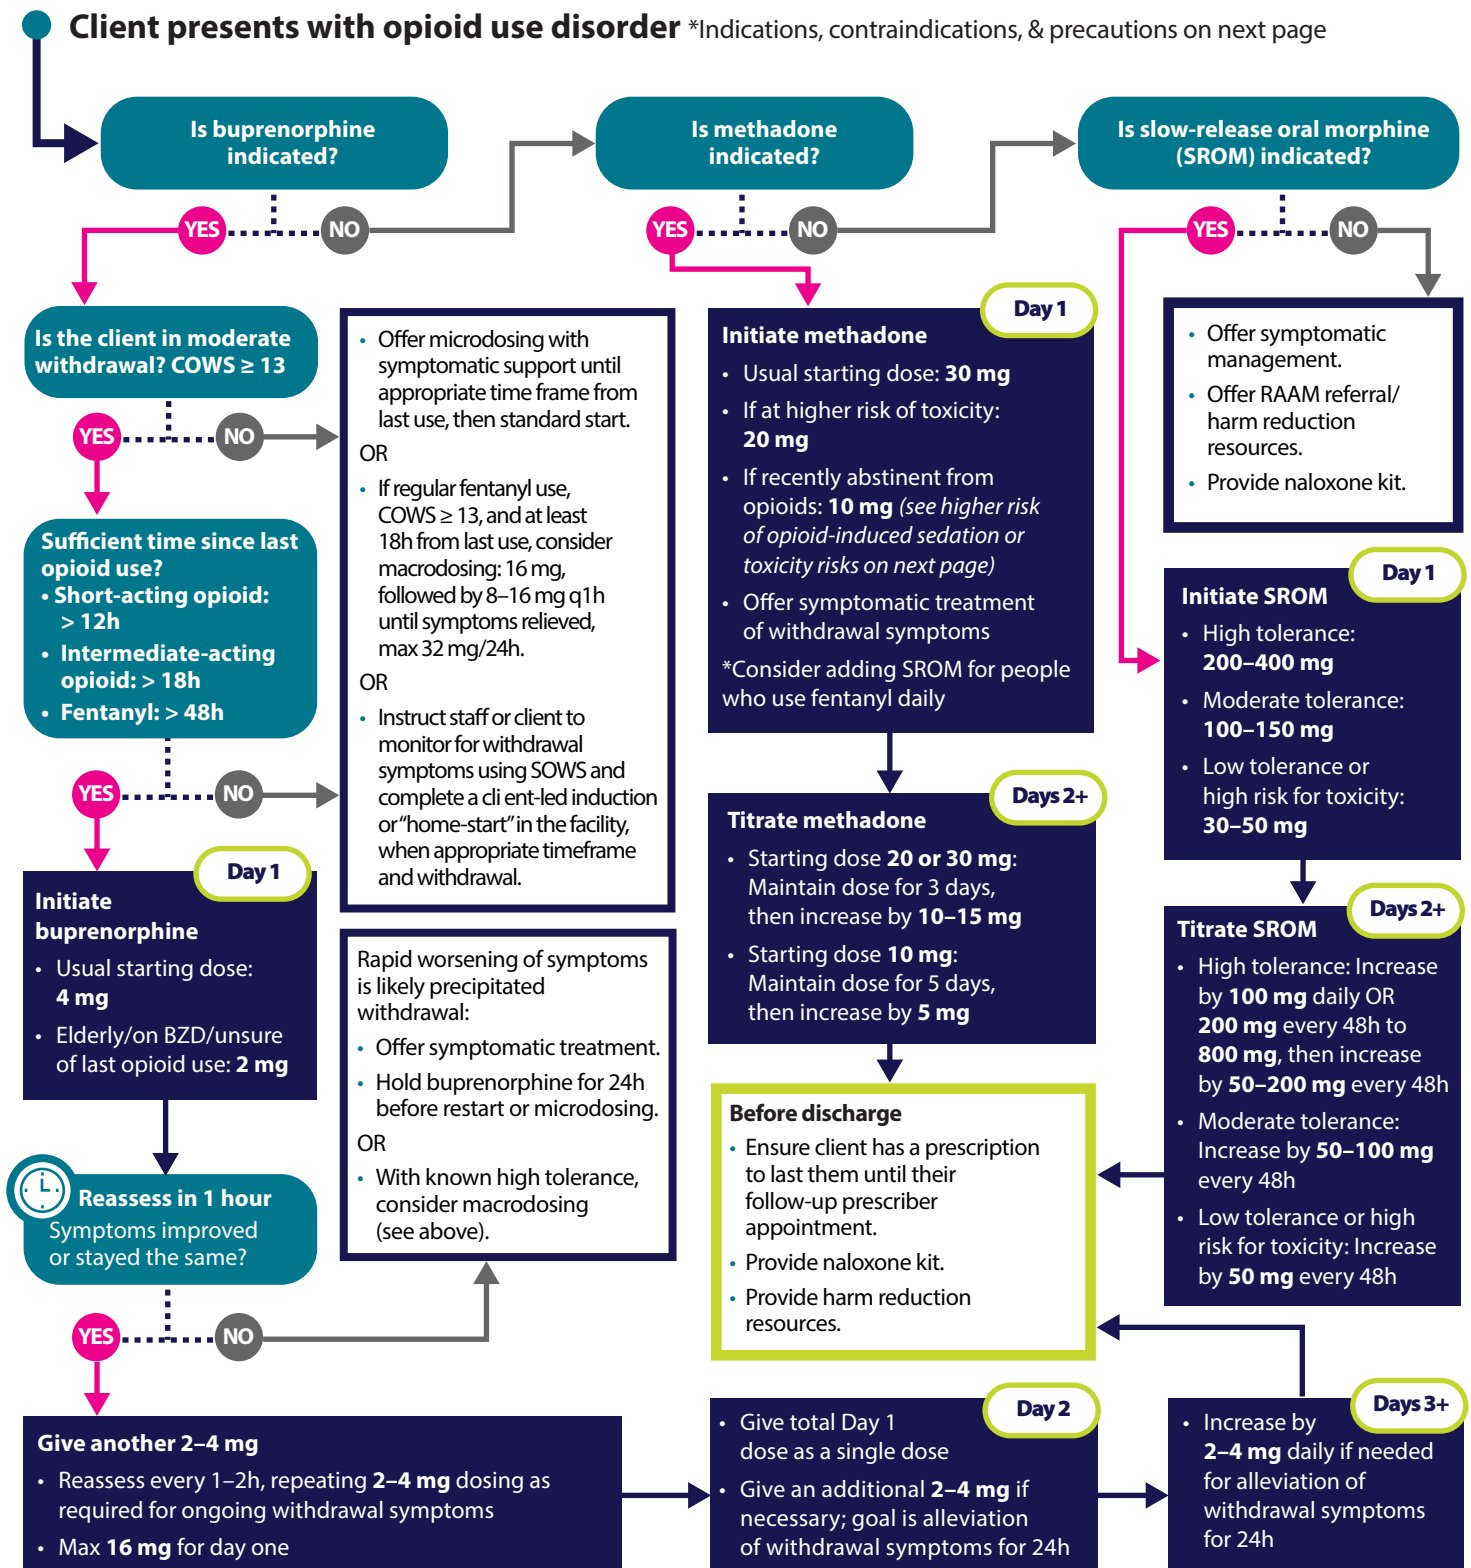 Client presents with opioid use disorder *Indications, contraindications, & precautions on next page
Is buprenorphine
indicated?
YES
NO
Is methadone
indicated?
YES
NO
Is slow-release oral morphine
(SROM) indicated?
YES
NO
Is the client in moderate
withdrawal? COWS ≥ 13
YES
NO
Sufficient time since last
opioid use?
• Short-acting opioid:
> 12h
• Intermediate-acting
opioid: > 18h
• Fentanyl: > 48h
YES
NO
Day 1
Initiate
buprenorphine
• Usual starting dose:
4 mg
• Elderly/on BZD/unsure
of last opioid use: 2 mg
Reassess in 1 hour
Symptoms improved
or stayed the same?
YES
NO
• Offer microdosing with
symptomatic support until
appropriate time frame from
last use, then standard start.
OR
• If regular fentanyl use,
COWS ≥ 13, and at least
18h from last use, consider
macrodosing: 16 mg,
followed by 8–16 mg q1h
until symptoms relieved,
max 32 mg/24h.
OR
• Instruct staff or client to
monitor for withdrawal
symptoms using SOWS and
complete a cli ent-led induction
or “home-start” in the facility,
when appropriate timeframe
and withdrawal.
Rapid worsening of symptoms
is likely precipitated
withdrawal:
• Offer symptomatic treatment.
• Hold buprenorphine for 24h
before restart or microdosing.
OR
• With known high tolerance,
consider macrodosing
(see above).
Day 1
Initiate methadone
• Usual starting dose: 30 mg
• If at higher risk of toxicity:
20 mg
• If recently abstinent from
opioids: 10 mg (see higher risk
of opioid-induced sedation or
toxicity risks on next page)
• Offer symptomatic treatment
of withdrawal symptoms
*Consider adding SROM for people
who use fentanyl daily
Days 2+
Titrate methadone
• Starting dose 20 or 30 mg:
Maintain dose for 3 days,
then increase by 10–15 mg
• Starting dose 10 mg:
Maintain dose for 5 days,
then increase by 5 mg
Before discharge
• Ensure client has a prescription
to last them until their
follow-up prescriber
appointment.
• Provide naloxone kit.
• Provide harm reduction
resources.
• Offer symptomatic
management.
• Offer RAAM referral/
harm reduction
resources.
• Provide naloxone kit.
Day 1
Initiate SROM
• High tolerance:
200–400 mg
• Moderate tolerance:
100–150 mg
• Low tolerance or
high risk for toxicity:
30–50 mg
Days 2+
Titrate SROM
• High tolerance: Increase
by 100 mg daily OR
200 mg every 48h to
800 mg, then increase
by 50–200 mg every 48h
• Moderate tolerance:
Increase by 50–100 mg
every 48h
• Low tolerance or high
risk for toxicity: Increase
by 50 mg every 48h
Give another 2–4 mg
• Reassess every 1–2h, repeating 2–4 mg dosing as
required for ongoing withdrawal symptoms
• Max 16 mg for day one
Day 2
• Give total Day 1
dose as a single dose
• Give an additional 2–4 mg if
necessary; goal is alleviation
of withdrawal symptoms for 24h
Days 3+
• Increase by
2–4 mg daily if needed
for alleviation of
withdrawal symptoms
for 24h